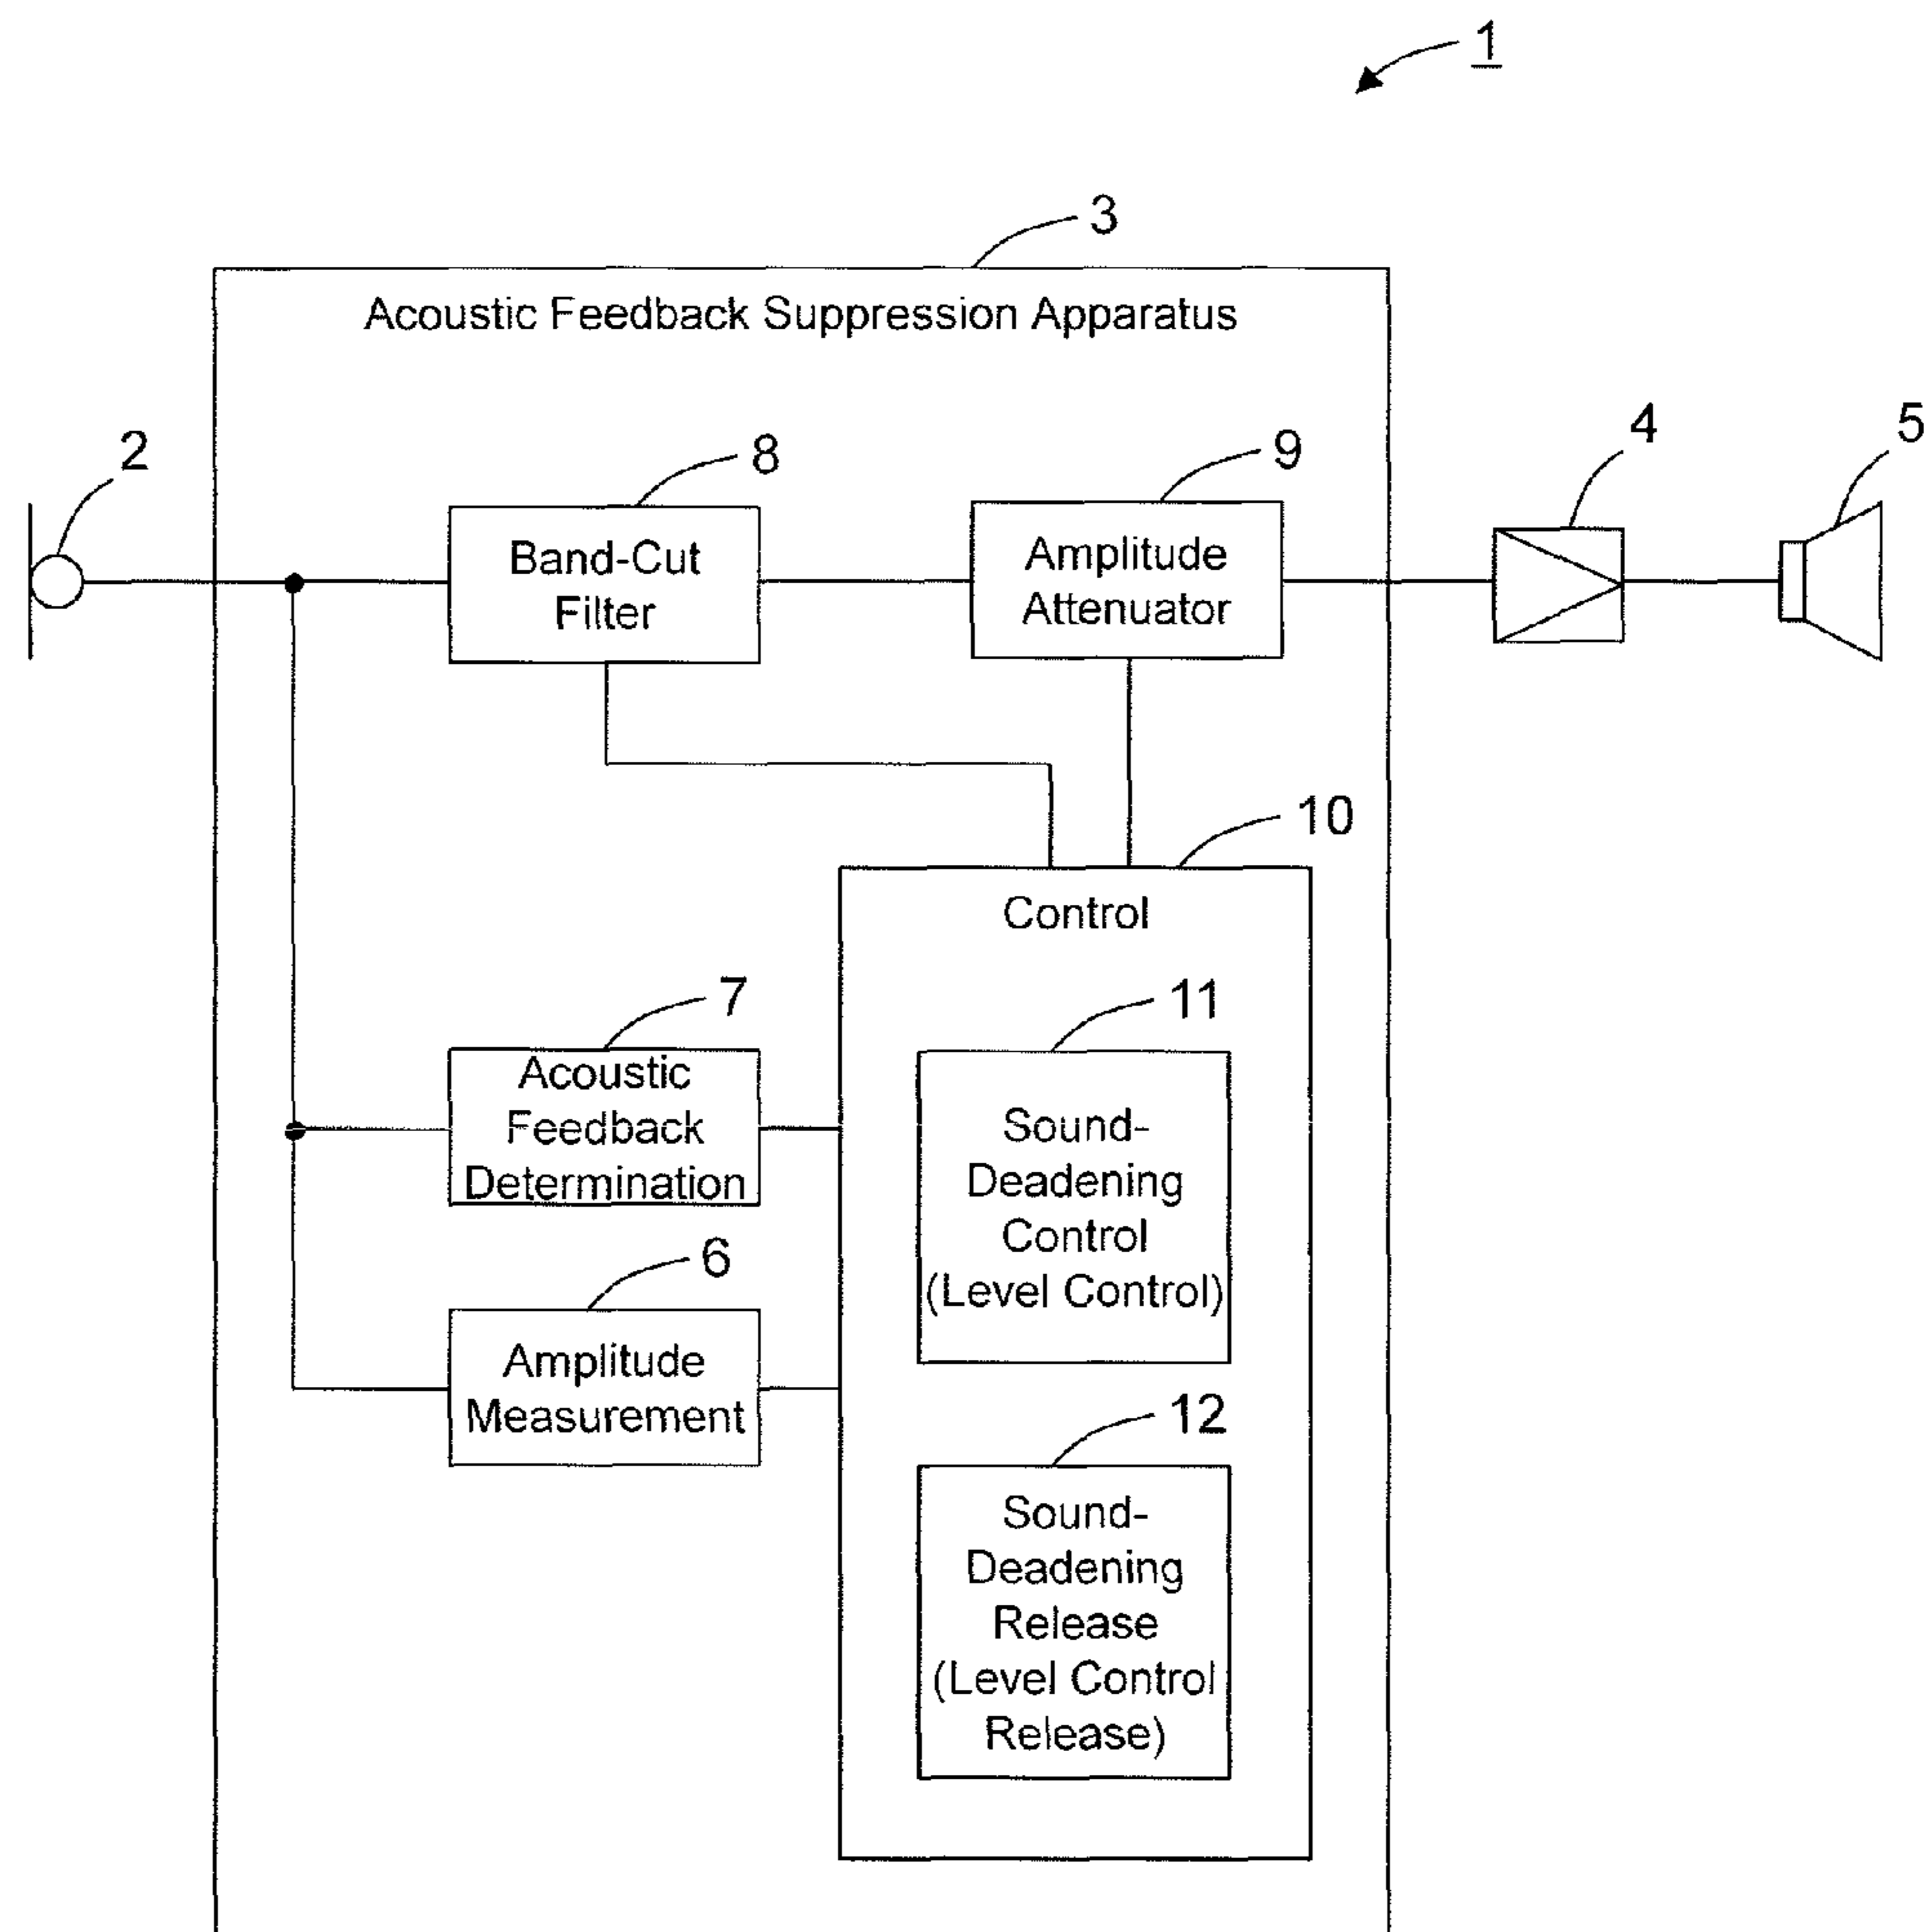 1
3
Acoustic Feedback Suppression Apparatus
2
8
9
4
5
Band-Cut
Filter
Amplitude
Attenuator
10
Control
7
Acoustic
Feedback
Determination
11
Sound-
Deadening
Control
(Level Control)
6
Amplitude
Measurement
12
Sound-
Deadening
Release
(Level Control
Release)